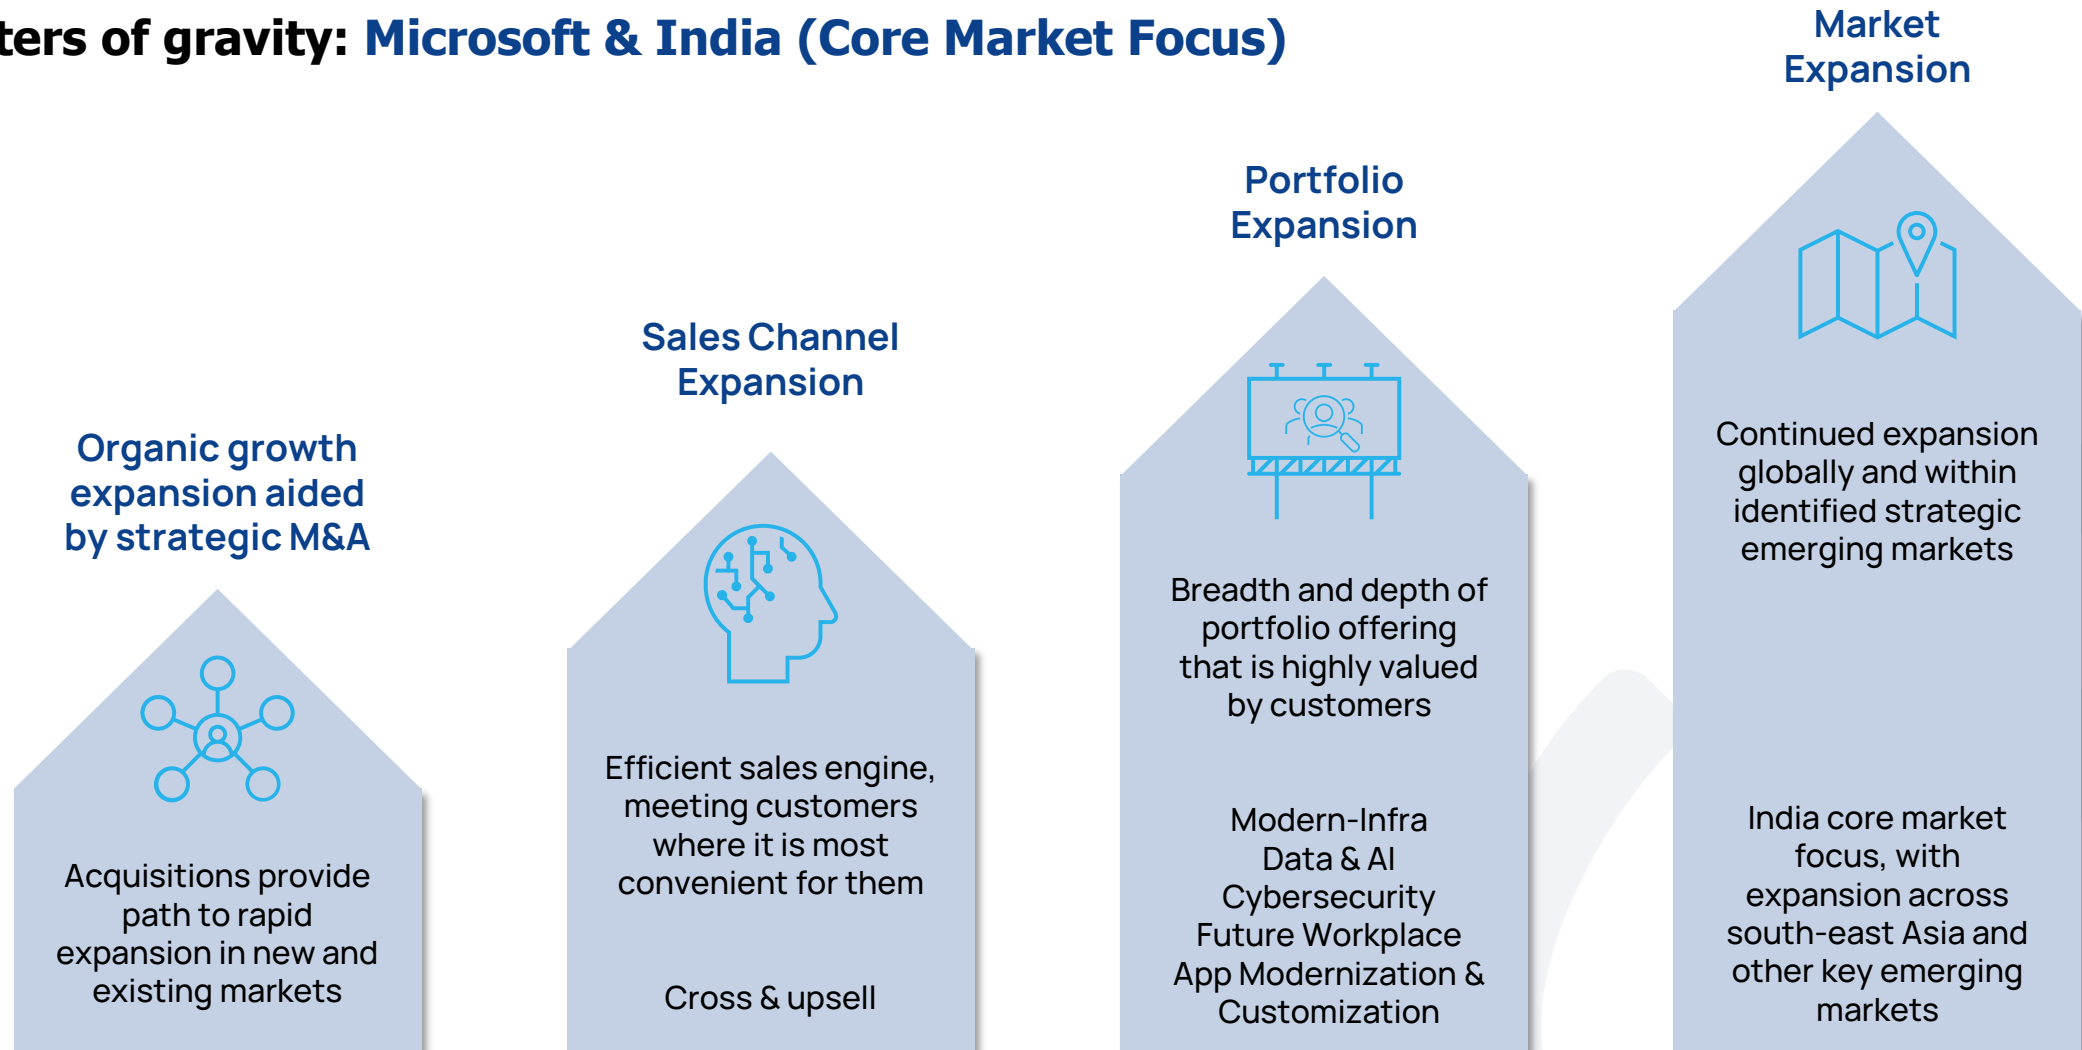 ters of gravity: Microsoft & India (Core Market Focus)
Organic growth
expansion aided
by strategic M&A
Acquisitions provide
path to rapid
expansion in new and
existing markets
Sales Channel
Expansion
Efficient sales engine,
meeting customers
where it is most
convenient for them
Cross & upsell
Portfolio
Expansion
Breadth and depth of
portfolio offering
that is highly valued
by customers
Modern-Infra
Data & AI
Cybersecurity
Future Workplace
App Modernization &
Customization
Market
Expansion
Continued expansion
globally and within
identified strategic
emerging markets
India core market
focus, with
expansion across
south-east Asia and
other key emerging
markets